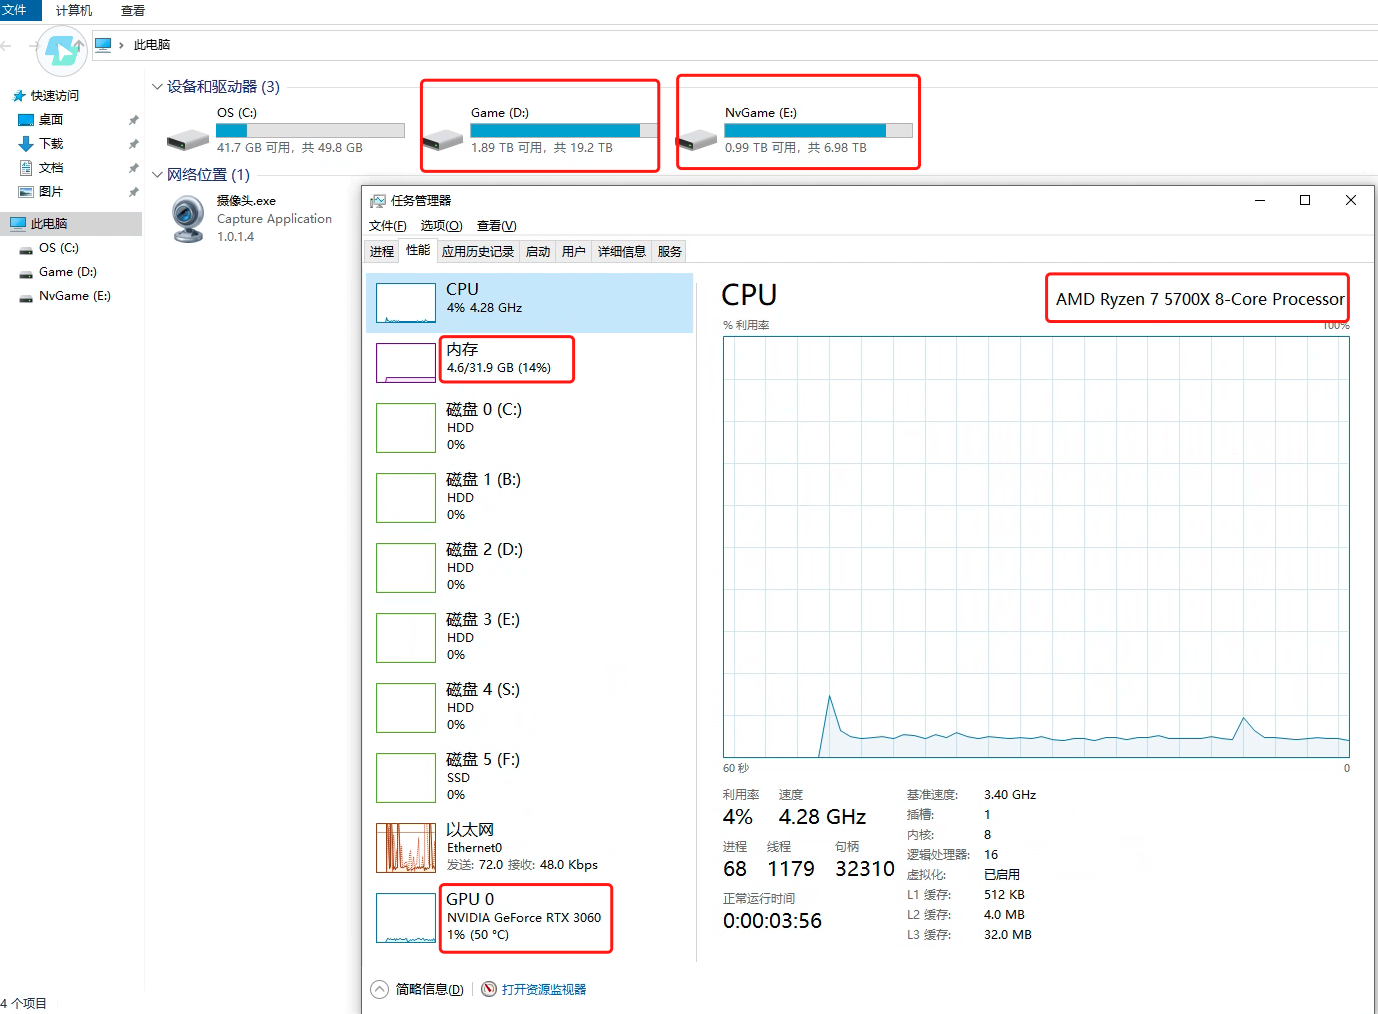 文件 计算机 查看
此电脑
快速访问
桌面
下载
文档
图片
此电脑
OS (C:)
Game (D:)
NvGame (E:)
设备和驱动器 (3)
OS (C:)
41.7 GB 可用，共 49.8 GB
Game (D:)
1.89 TB 可用，共 19.2 TB
NvGame (E:)
0.99 TB 可用，共 6.98 TB
网络位置 (1)
摄像头.exe
Capture Application
1.0.1.4
任务管理器
文件(F) 选项(O) 查看(V)
进程 性能 应用历史记录 启动 用户 详细信息 服务
CPU
4% 4.28 GHz
内存
4.6/31.9 GB (14%)
磁盘 0 (C:)
HDD
0%
磁盘 1 (B:)
HDD
0%
磁盘 2 (D:)
HDD
0%
磁盘 3 (E:)
HDD
0%
磁盘 4 (S:)
HDD
0%
磁盘 5 (F:)
SSD
0%
以太网
Ethernet0
发送: 72.0 接收: 48.0 Kbps
GPU 0
NVIDIA GeForce RTX 3060
1% (50 °C)
CPU
AMD Ryzen 7 5700X 8-Core Processor
% 利用率 100%
60 秒 0
利用率 速度
4% 4.28 GHz
进程 线程 句柄
68 1179 32310
正常运行时间
0:00:03:56
基准速度: 3.40 GHz
插槽: 1
内核: 8
逻辑处理器: 16
虚拟化: 已启用
L1 缓存: 512 KB
L2 缓存: 4.0 MB
L3 缓存: 32.0 MB
简略信息(D) 打开资源监视器
4 个项目